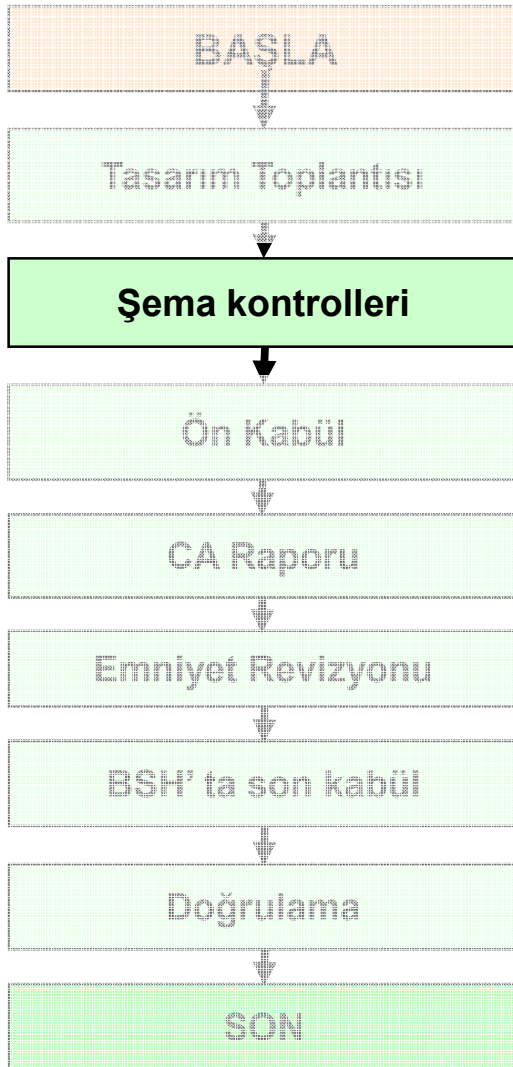 BAŞLA
Tasarım Toplantısı
Şema kontrolleri
Ön Kabül
CA Raporu
Emniyet Revizyonu
BSH' ta son kabül
Doğrulama
SON